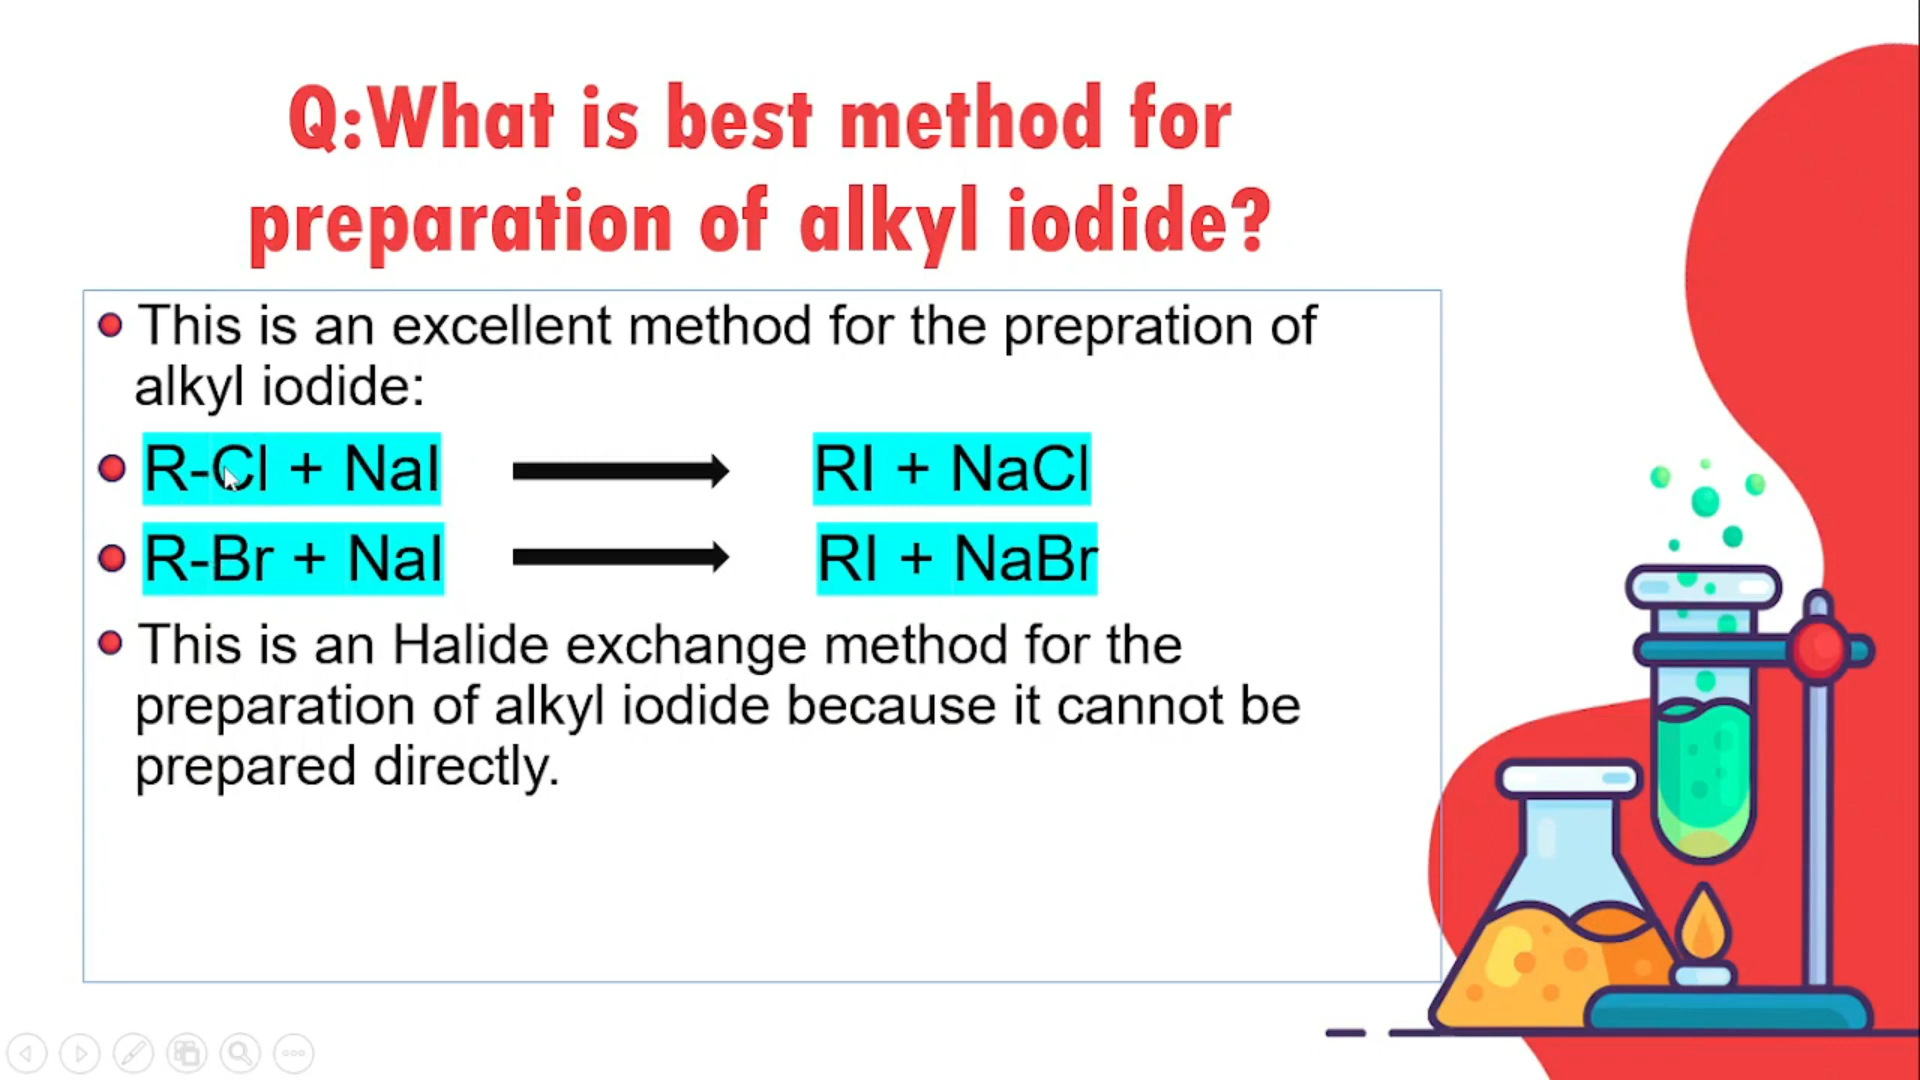 Q:What is best method for
preparation of alkyl iodide?
This is an excellent method for the prepration of
alkyl iodide:
R-Cl + NaI RI + NaCl
R-Br + NaI RI + NaBr
This is an Halide exchange method for the
preparation of alkyl iodide because it cannot be
prepared directly.